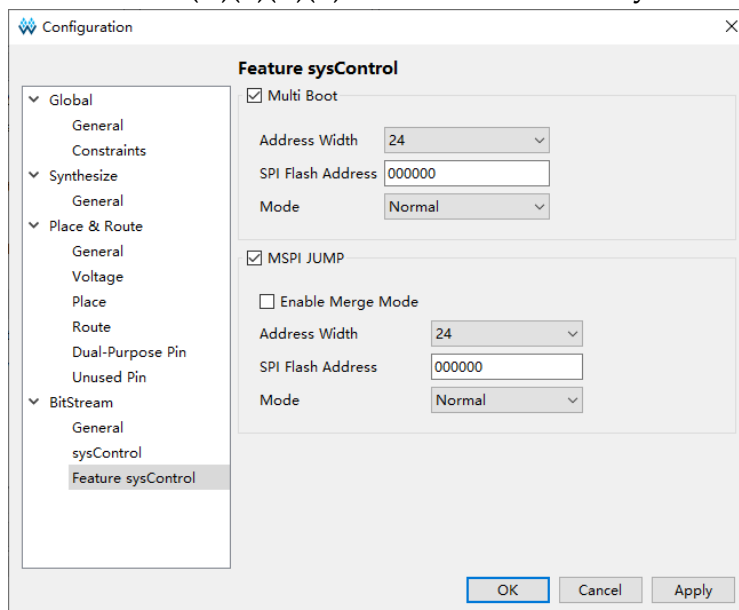 Configuration
Feature sysControl
Global
General
Constraints
Synthesize
General
Place & Route
General
Voltage
Place
Route
Dual-Purpose Pin
Unused Pin
BitStream
General
sysControl
Feature sysControl
Multi Boot
Address Width 24
SPI Flash Address 000000
Mode Normal
MSPI JUMP
Enable Merge Mode
Address Width 24
SPI Flash Address 000000
Mode Normal
OK Cancel Apply